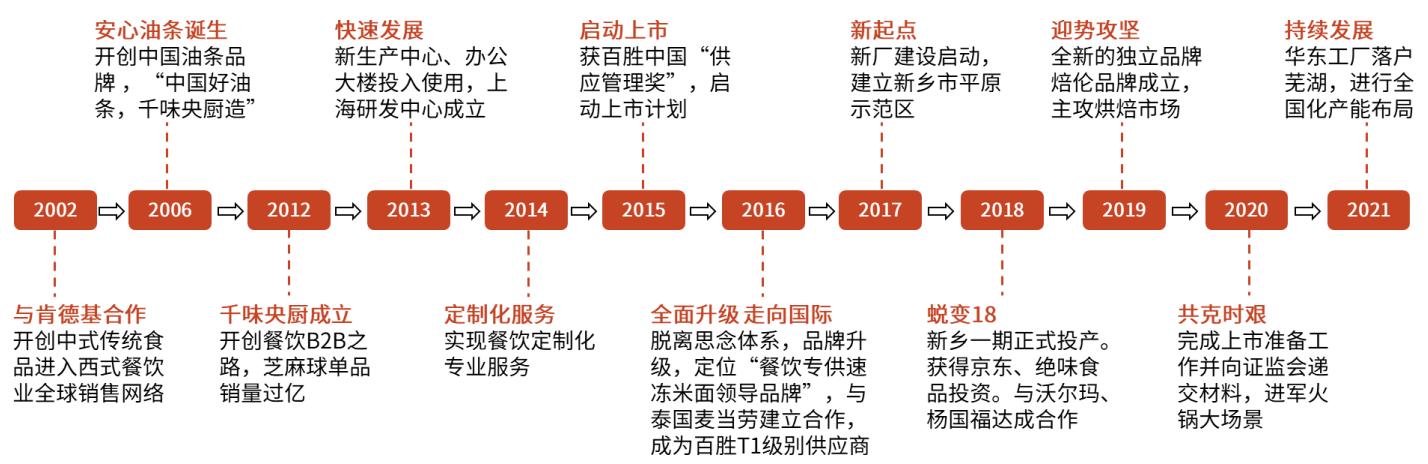 安心油条诞生
开创中国油条品
牌，“中国好油
条，千味央厨造”
快速发展
新生产中心、办公
大楼投入使用，上
海研发中心成立
启动上市
获百胜中国“供
应管理奖”，启
动上市计划
新起点
新厂建设启动，
建立新乡市平原
示范区
迎势攻坚
全新的独立品牌
焙伦品牌成立，
主攻烘焙市场
持续发展
华东工厂落户
芜湖，进行全
国化产能布局
2002
2006
2012
2013
2014
2015
2016
2017
2018
2019
2020
2021
与肯德基合作
开创中式传统食
品进入西式餐饮
业全球销售网络
千味央厨成立
开创餐饮B2B之
路，芝麻球单品
销量过亿
定制化服务
实现餐饮定制化
专业服务
全面升级 走向国际
脱离思念体系，品牌升
级，定位“餐饮专供速
冻米面领导品牌”，与
泰国麦当劳建立合作，
成为百胜T1级别供应商
蜕变18
新乡一期正式投产。
获得京东、绝味食
品投资。与沃尔玛、
杨国福达成合作
共克时艰
完成上市准备工
作并向证监会递
交材料，进军火
锅大场景